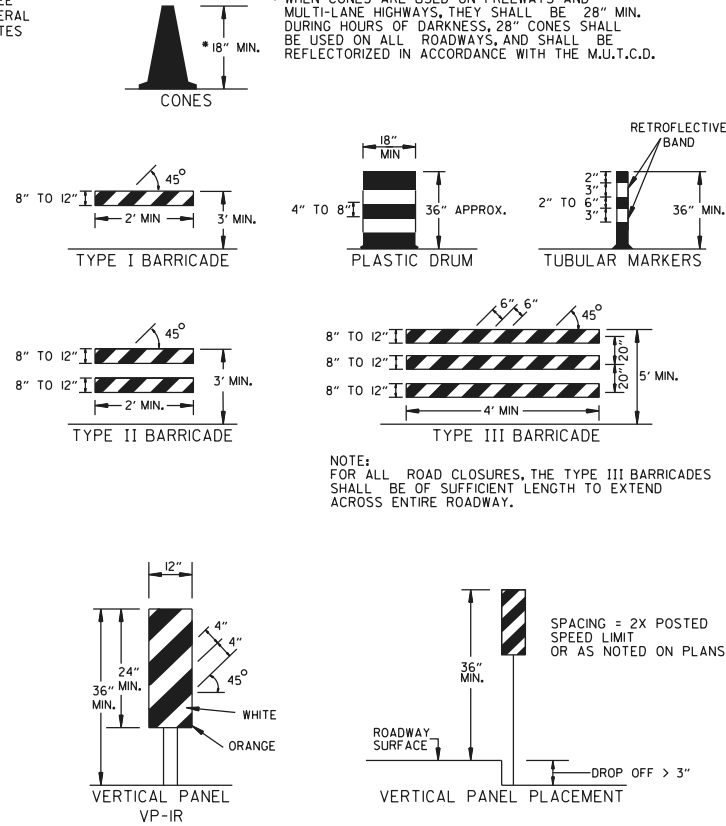 * WHEN CONES ARE USED ON FREEWAYS AND
MULTI-LANE HIGHWAYS, THEY SHALL BE 28" MIN.
DURING HOURS OF DARKNESS, 28" CONES SHALL
BE USED ON ALL ROADWAYS, AND SHALL BE
REFLECTORIZED IN ACCORDANCE WITH THE M.U.T.C.D.
*18" MIN.
CONES
45°
8" TO 12"
2' MIN
3' MIN.
TYPE I BARRICADE
18"
MIN
4" TO 8"
36" APPROX.
PLASTIC DRUM
RETROFLECTIVE
BAND
2"
3"
2" TO 6"
3"
36" MIN.
TUBULAR MARKERS
45°
8" TO 12"
8" TO 12"
2' MIN.
3' MIN.
TYPE II BARRICADE
6" 6"
45°
8" TO 12"
8" TO 12"
8" TO 12"
20"
20"
5' MIN.
4' MIN
TYPE III BARRICADE
NOTE:
FOR ALL ROAD CLOSURES, THE TYPE III BARRICADES
SHALL BE OF SUFFICIENT LENGTH TO EXTEND
ACROSS ENTIRE ROADWAY.
12"
4"
4"
45°
24"
MIN.
36"
MIN.
WHITE
ORANGE
VERTICAL PANEL
VP-IR
36"
MIN.
SPACING = 2X POSTED
SPEED LIMIT
OR AS NOTED ON PLANS
ROADWAY
SURFACE
DROP OFF > 3"
VERTICAL PANEL PLACEMENT